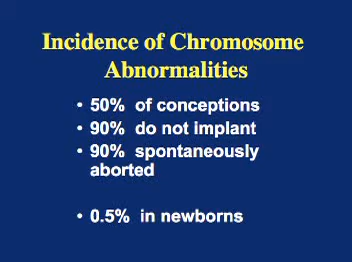 Incidence of Chromosome
Abnormalities
• 50% of conceptions
• 90% do not implant
• 90% spontaneously
aborted
• 0.5% in newborns